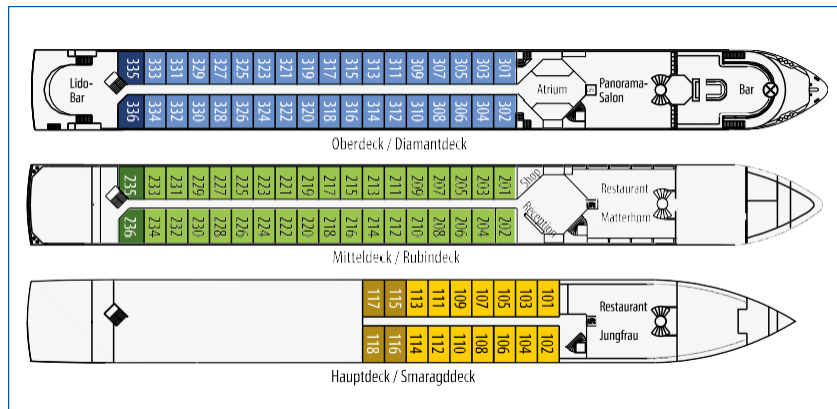 335 333 331 329 327 325 323 321 319 317 315 313 311 309 307 305 303 301
Lido-
Bar
Atrium
Panorama-
Salon
Bar
336 334 332 330 328 326 324 322 320 318 316 314 312 310 308 306 304 302
Oberdeck / Diamantdeck
235 233 231 229 227 225 223 221 219 217 215 213 211 209 207 205 203 201
Shop
Reception
Restaurant
Matterhorn
236 234 232 230 228 226 224 222 220 218 216 214 212 210 208 206 204 202
Mitteldeck / Rubindeck
117 115 113 111 109 107 105 103 101
Restaurant
Jungfrau
118 116 114 112 110 108 106 104 102
Hauptdeck / Smaragddeck